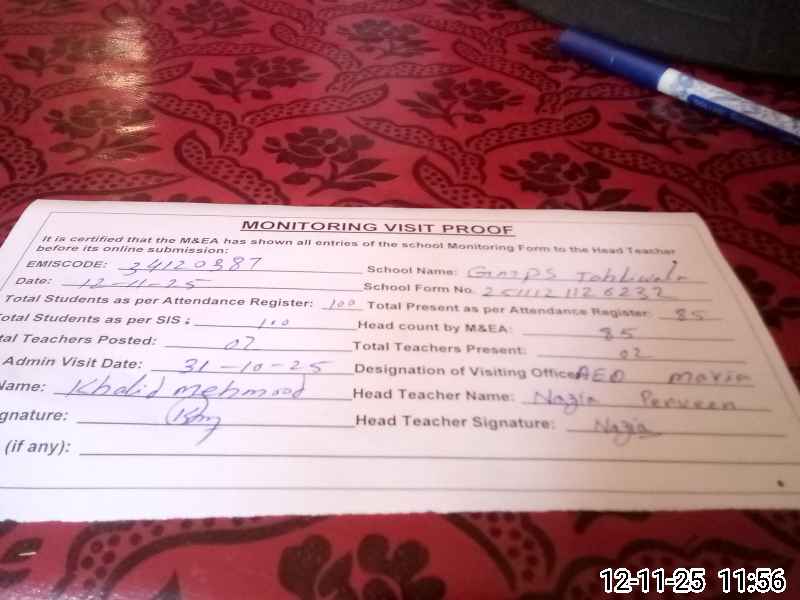 MONITORING VISIT PROOF
It is certified that the M&EA has shown all entries of the school Monitoring Form to the Head Teacher
before its online submission:
EMISCODE: 34120387 School Name: GMPS
Date: 12-11-25 School Form No.
Total Students as per Attendance Register: 100 Total Present as per Attendance Register: 85
Total Students as per SIS: 100 Head count by M&EA: 85
tal Teachers Posted: 02 Total Teachers Present: 02
Admin Visit Date: 31-10-25 Designation of Visiting Office AEO maria
Name: Khalid mehmood Head Teacher Name: Nazia Perveen
gnature: Head Teacher Signature: Nazia
(if any):
12-11-25 11:56